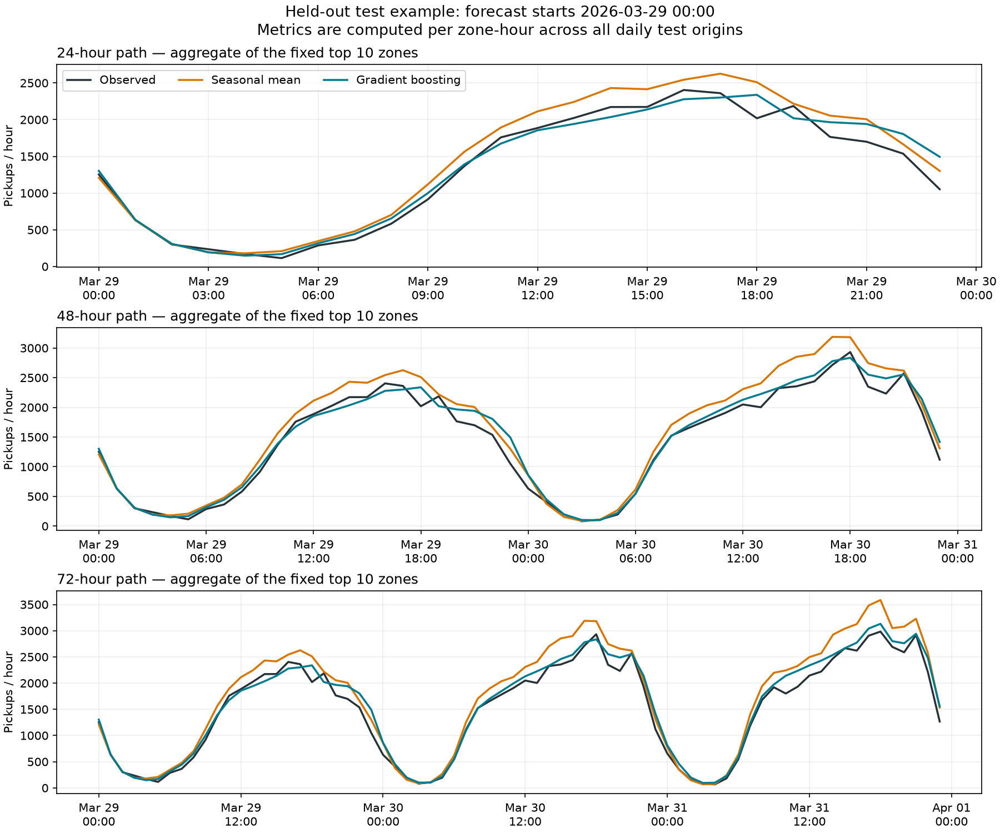 Held-out test example: forecast starts 2026-03-29 00:00
Metrics are computed per zone-hour across all daily test origins
24-hour path — aggregate of the fixed top 10 zones
Observed Seasonal mean Gradient boosting
Pickups / hour
2500
2000
1500
1000
500
0
Mar 29 Mar 29 Mar 29 Mar 29 Mar 29 Mar 29 Mar 29 Mar 29 Mar 30
00:00 03:00 06:00 09:00 12:00 15:00 18:00 21:00 00:00
48-hour path — aggregate of the fixed top 10 zones
Pickups / hour
3000
2500
2000
1500
1000
500
0
Mar 29 Mar 29 Mar 29 Mar 29 Mar 30 Mar 30 Mar 30 Mar 30 Mar 31
00:00 06:00 12:00 18:00 00:00 06:00 12:00 18:00 00:00
72-hour path — aggregate of the fixed top 10 zones
Pickups / hour
3500
3000
2500
2000
1500
1000
500
0
Mar 29 Mar 29 Mar 30 Mar 30 Mar 31 Mar 31 Apr 01
00:00 12:00 00:00 12:00 00:00 12:00 00:00